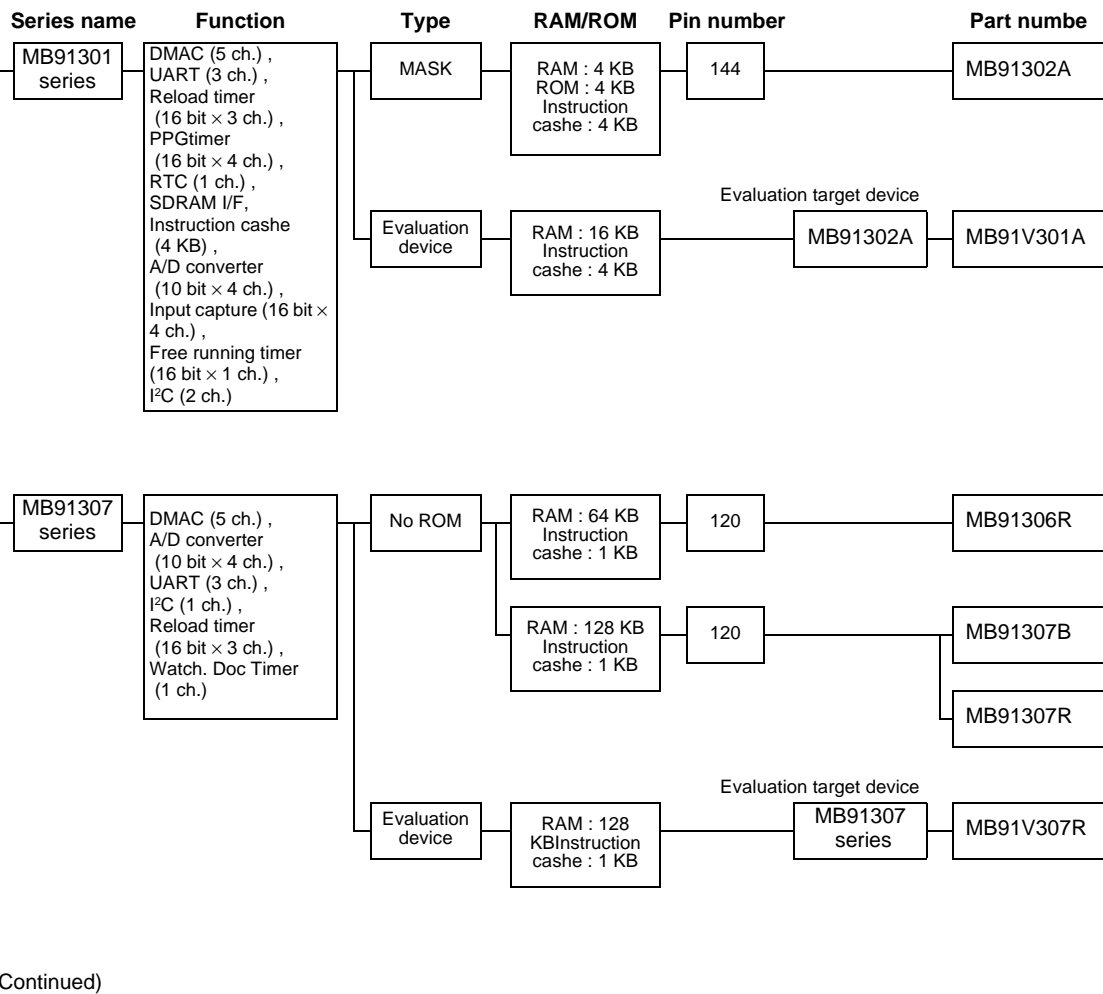 Series name Function Type RAM/ROM Pin number Part numbe
MB91301
series
DMAC (5 ch.) ,
UART (3 ch.) ,
Reload timer
(16 bit × 3 ch.) ,
PPGtimer
(16 bit × 4 ch.) ,
RTC (1 ch.) ,
SDRAM I/F,
Instruction cashe
(4 KB) ,
A/D converter
(10 bit × 4 ch.) ,
Input capture (16 bit ×
4 ch.) ,
Free running timer
(16 bit × 1 ch.) ,
I²C (2 ch.)
MASK
RAM : 4 KB
ROM : 4 KB
Instruction
cashe : 4 KB
144
MB91302A
Evaluation
device
RAM : 16 KB
Instruction
cashe : 4 KB
Evaluation target device
MB91302A
MB91V301A
MB91307
series
DMAC (5 ch.) ,
A/D converter
(10 bit × 4 ch.) ,
UART (3 ch.) ,
I²C (1 ch.) ,
Reload timer
(16 bit × 3 ch.) ,
Watch. Doc Timer
(1 ch.)
No ROM
RAM : 64 KB
Instruction
cashe : 1 KB
120
MB91306R
RAM : 128 KB
Instruction
cashe : 1 KB
120
MB91307B
MB91307R
Evaluation
device
RAM : 128
KBInstruction
cashe : 1 KB
Evaluation target device
MB91307
series
MB91V307R
Continued)